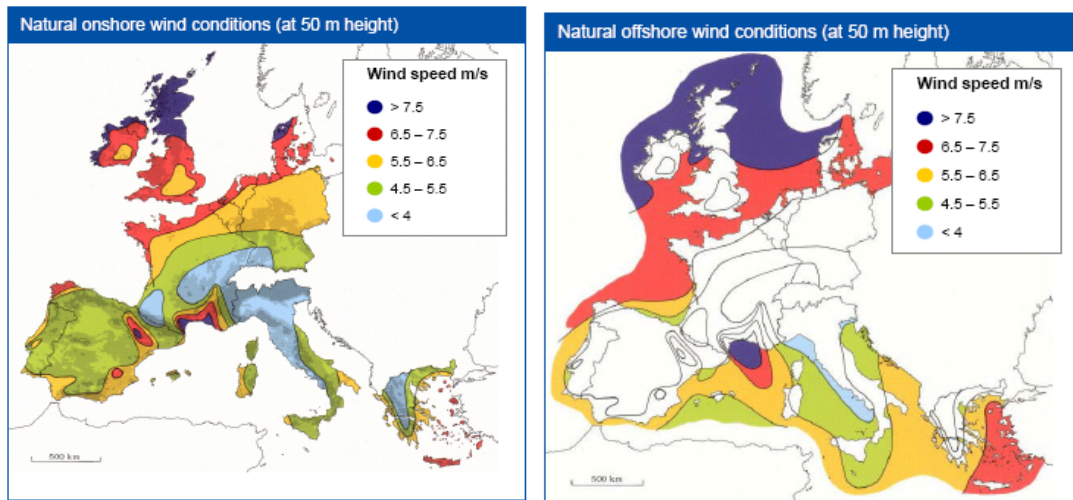 Natural onshore wind conditions (at 50 m height)
Wind speed m/s
> 7.5
6.5 – 7.5
5.5 – 6.5
4.5 – 5.5
< 4
500 km
Natural offshore wind conditions (at 50 m height)
Wind speed m/s
> 7.5
6.5 – 7.5
5.5 – 6.5
4.5 – 5.5
< 4
500 km